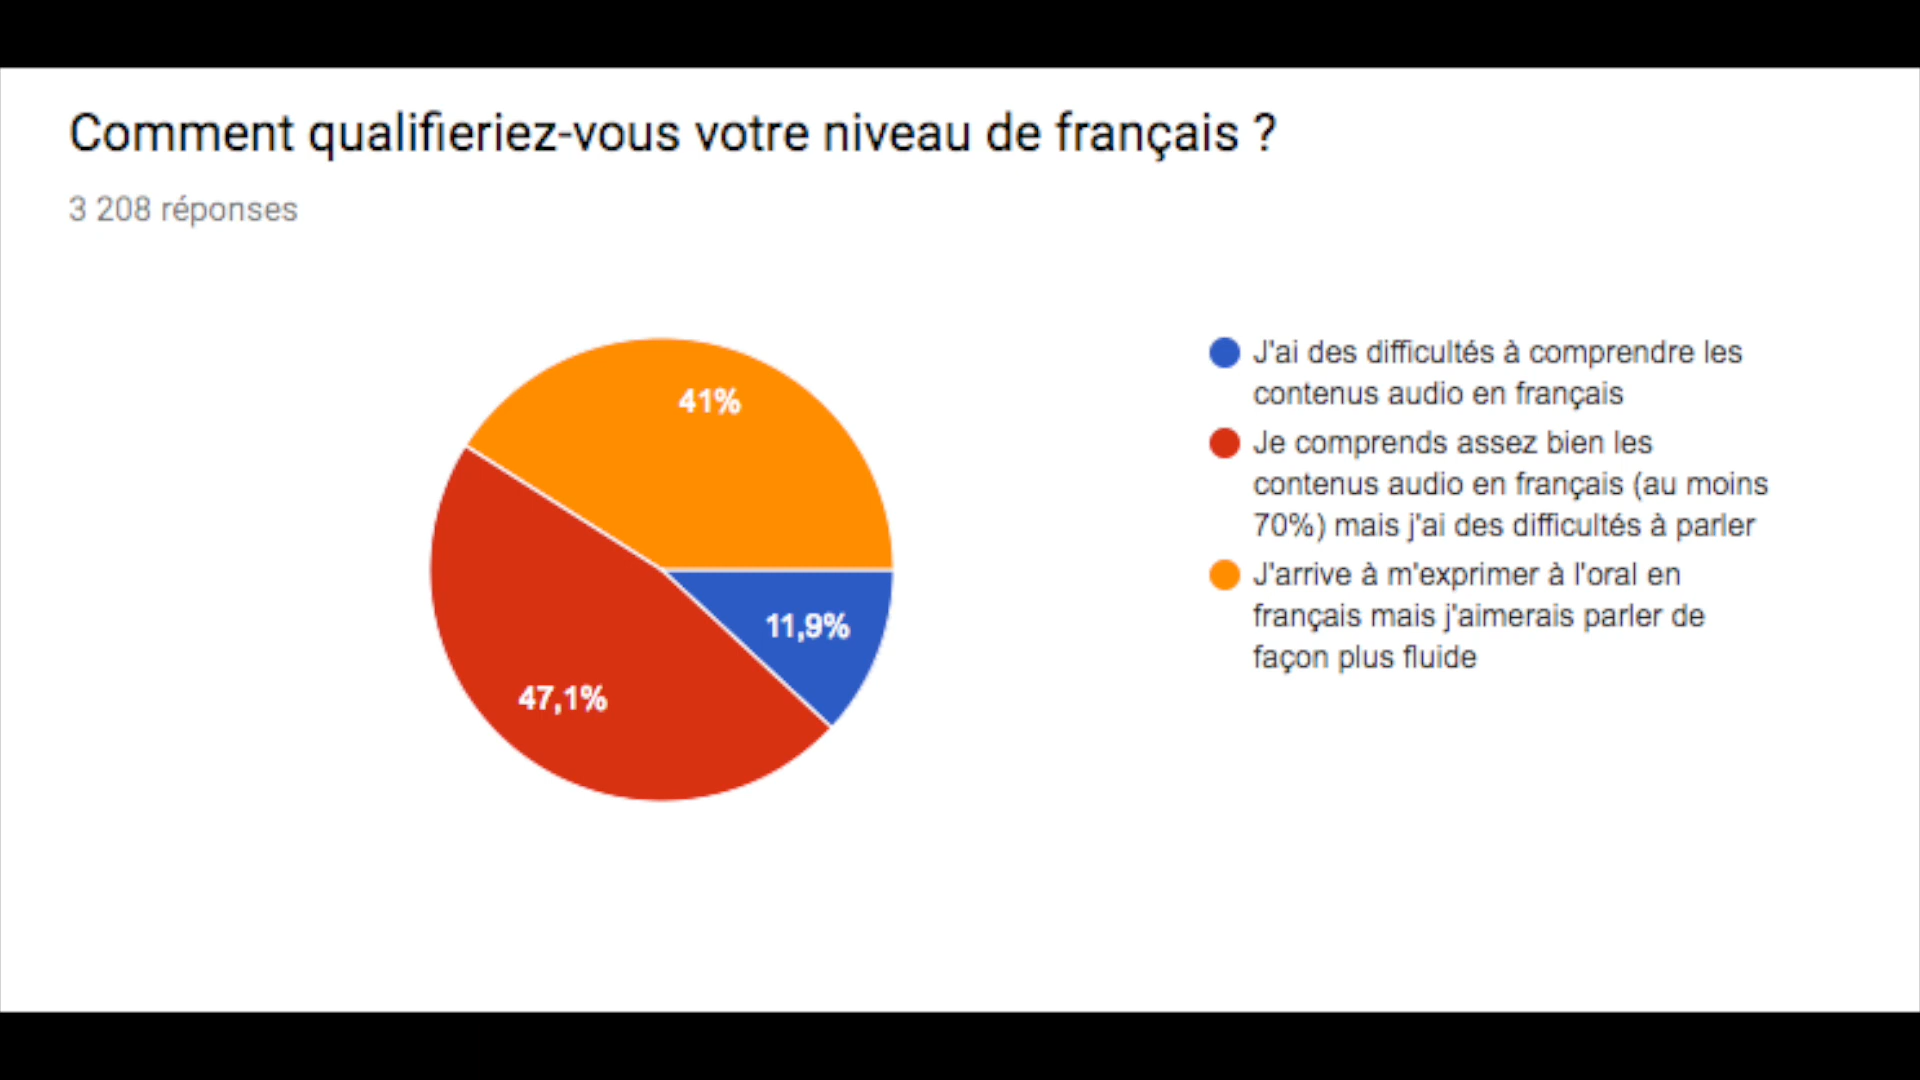 Comment qualifieriez-vous votre niveau de français ?
3 208 réponses
41%
11,9%
47,1%
J'ai des difficultés à comprendre les
contenus audio en français
Je comprends assez bien les
contenus audio en français (au moins
70%) mais j'ai des difficultés à parler
J'arrive à m'exprimer à l'oral en
français mais j'aimerais parler de
façon plus fluide